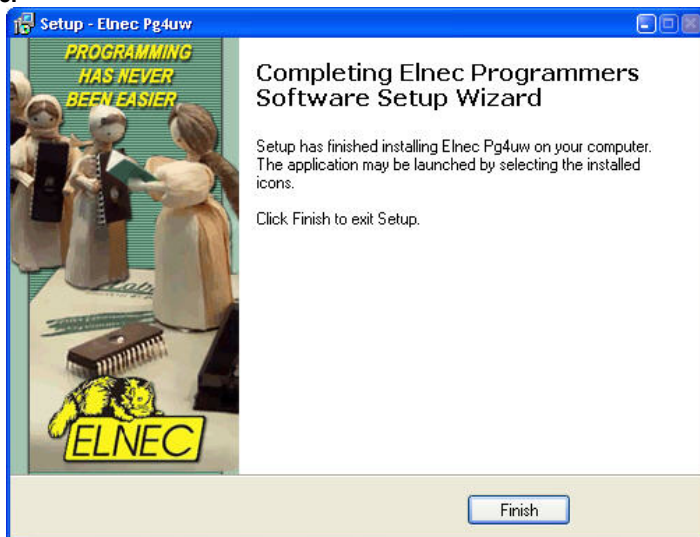 Setup - Elnec Pg4uw
PROGRAMMING
HAS NEVER
BEEN EASIER
Completing Elnec Programmers
Software Setup Wizard
Setup has finished installing Elnec Pg4uw on your computer.
The application may be launched by selecting the installed
icons.
Click Finish to exit Setup.
ELNEC
Finish